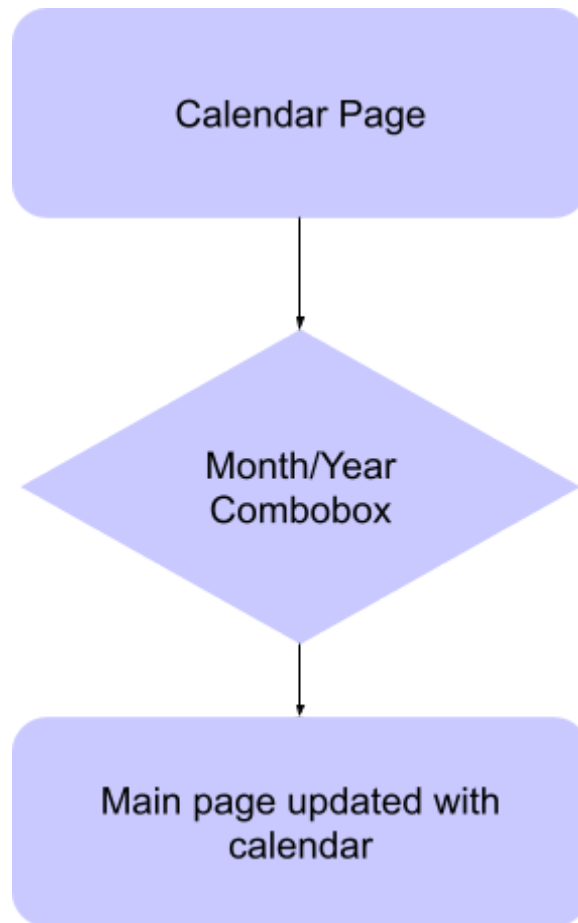 Calendar Page
Month/Year
Combobox
Main page updated with
calendar